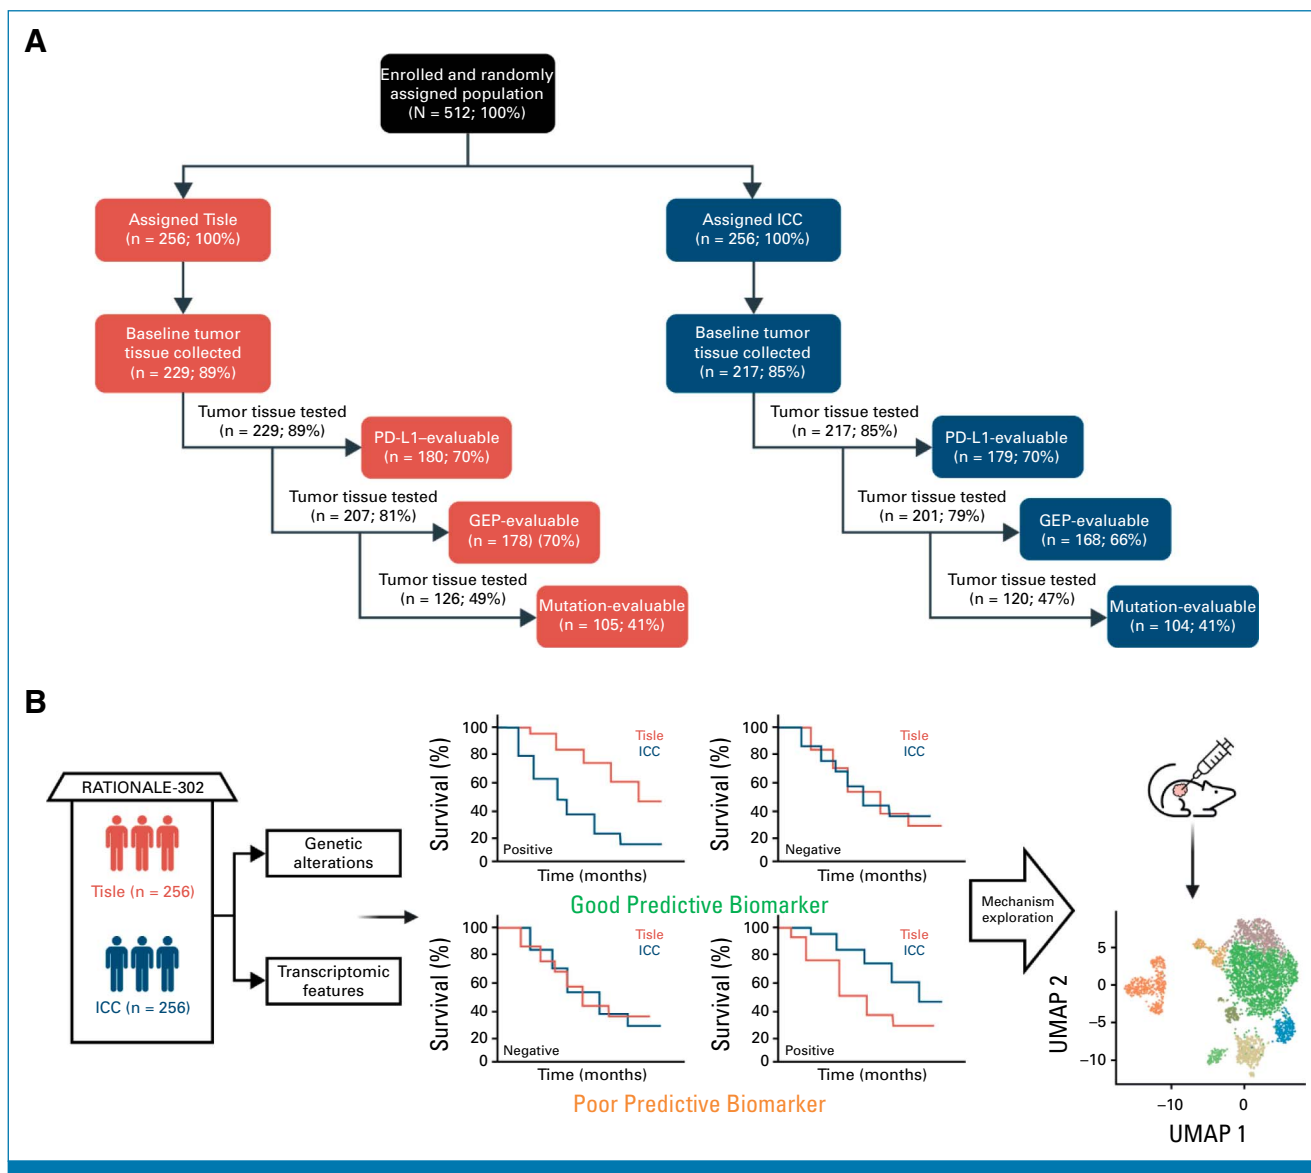 A
Enrolled and randomly
assigned population
(N = 512; 100%)
Assigned Tisle
(n = 256; 100%)
Assigned ICC
(n = 256; 100%)
Baseline tumor
tissue collected
(n = 229; 89%)
Baseline tumor
tissue collected
(n = 217; 85%)
Tumor tissue tested
(n = 229; 89%)
PD-L1–evaluable
(n = 180; 70%)
Tumor tissue tested
(n = 217; 85%)
PD-L1-evaluable
(n = 179; 70%)
Tumor tissue tested
(n = 207; 81%)
GEP-evaluable
(n = 178) (70%)
Tumor tissue tested
(n = 201; 79%)
GEP-evaluable
(n = 168; 66%)
Tumor tissue tested
(n = 126; 49%)
Mutation-evaluable
(n = 105; 41%)
Tumor tissue tested
(n = 120; 47%)
Mutation-evaluable
(n = 104; 41%)
B
RATIONALE-302
Tisle (n = 256)
ICC (n = 256)
Genetic
alterations
Transcriptomic
features
Survival (%)
100
80
60
40
20
0
Tisle
ICC
Positive
Time (months)
Survival (%)
100
80
60
40
20
0
Tisle
ICC
Negative
Time (months)
Good Predictive Biomarker
Survival (%)
100
80
60
40
20
0
Tisle
ICC
Negative
Time (months)
Survival (%)
100
80
60
40
20
0
Tisle
ICC
Positive
Time (months)
Poor Predictive Biomarker
Mechanism
exploration
UMAP 2
5
0
−5
−10
−10
0
UMAP 1